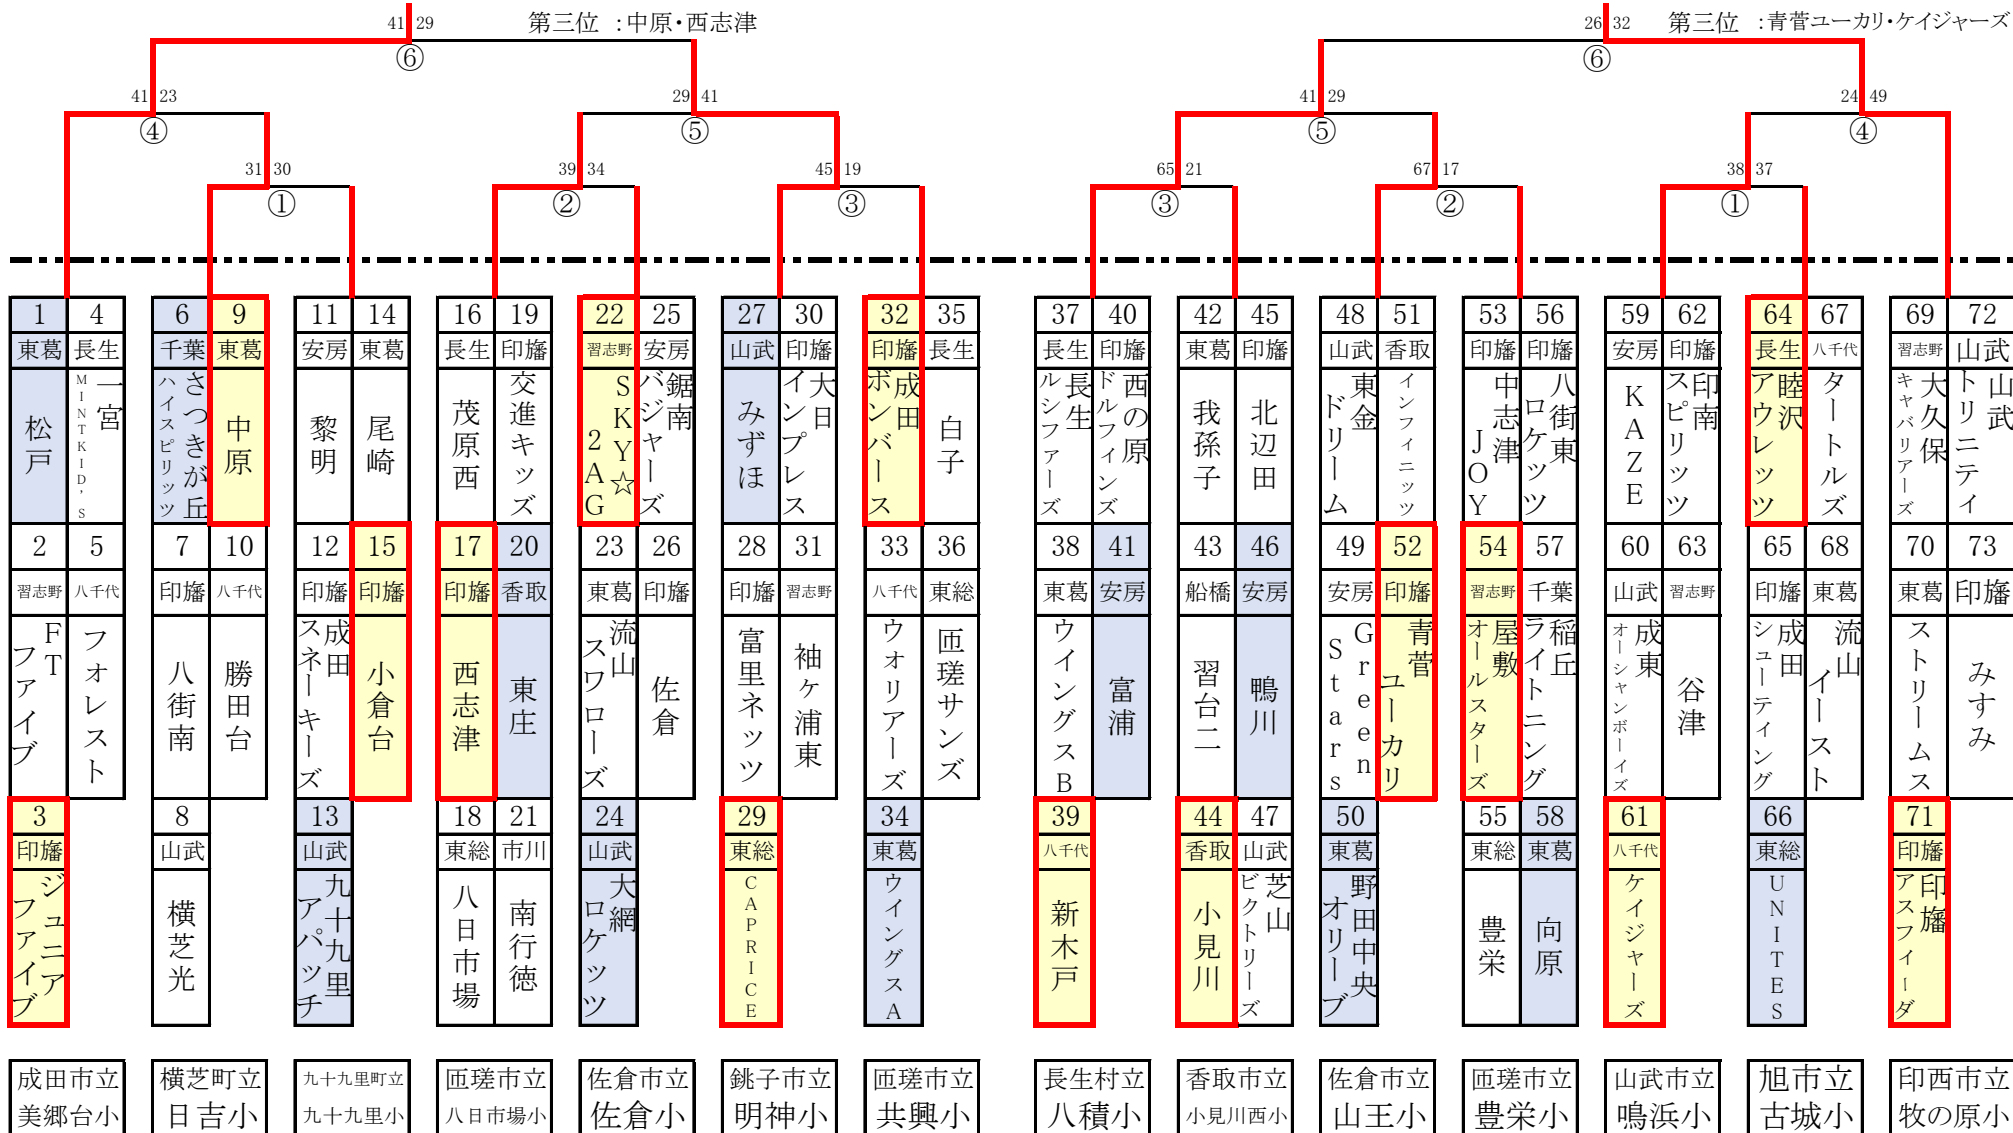 41 29 第三位 :中原・西志津 26 32 第三位 :青菅ユーカリ・ケイジャーズ
⑥ ⑥
41 23 29 41 41 29 24 49
④ ⑤ ⑤ ④
31 30 39 34 45 19 65 21 67 17 38 37
① ② ③ ③ ② ①
1 4 6 9 11 14 16 19 22 25 27 30 32 35 37 40 42 45 48 51 53 56 59 62 64 67 69 72
東葛 長生 千葉 東葛 安房 東葛 長生 印旛 習志野 安房 山武 印旛 印旛 長生 長生 印旛 東葛 印旛 山武 香取 印旛 印旛 安房 印旛 長生 八千代 習志野 山武
松戸
一宮
MINTKID'S
さつきが丘
ハイスピリッツ
中原
黎明
尾崎
茂原西
交進キッズ
SKY☆
2AG
鋸南
バジャーズ
みずほ
大日
インプレス
成田
ボンバース
白子
長生
ルシファーズ
西の原
ドルフィンズ
我孫子
北辺田
東金
ドリーム
インフィニッツ
中志津
JOY
八街東
ロケッツ
KAZE
印南
スピリッツ
睦沢
アウレッツ
タートルズ
大久保
キャバリアーズ
山武
トリニティ
2 5 7 10 12 15 17 20 23 26 28 31 33 36 38 41 43 46 49 52 54 57 60 63 65 68 70 73
習志野 八千代 印旛 八千代 印旛 印旛 印旛 香取 東葛 印旛 印旛 習志野 八千代 東総 東葛 安房 船橋 安房 安房 印旛 習志野 千葉 山武 習志野 印旛 東葛 東葛 印旛
FT
ファイブ
フォレスト
八街南
勝田台
成田
スネーキーズ
小倉台
西志津
東庄
流山
スワローズ
佐倉
富里ネッツ
袖ケ浦東
ウオリアーズ
匝瑳サンズ
ウイングスB
富浦
習台二
鴨川
Green
Stars
青菅
ユーカリ
屋敷
オールスターズ
稲丘
ライトニング
成東
オーシャンボーイズ
谷津
成田
シューティング
流山
イースト
ストリームス
みすみ
3 8 13 18 21 24 29 34 39 44 47 50 55 58 61 66 71
印旛 山武 山武 東総 市川 山武 東総 東葛 八千代 香取 山武 東葛 東総 東葛 八千代 東総 印旛
ジュニア
ファイブ
横芝光
九十九里
アパッチ
八日市場
南行徳
大網
ロケッツ
CAPRICE
ウイングスA
新木戸
小見川
芝山
ビクトリーズ
野田中央
オリーブ
豊栄
向原
ケイジャーズ
UNITES
印旛
アスフィーダ
成田市立 横芝町立 九十九里町立 匝瑳市立 佐倉市立 銚子市立 匝瑳市立 長生村立 香取市立 佐倉市立 匝瑳市立 山武市立 旭市立 印西市立
美郷台小 日吉小 九十九里小 八日市場小 佐倉小 明神小 共興小 八積小 小見川西小 山王小 豊栄小 鳴浜小 古城小 牧の原小